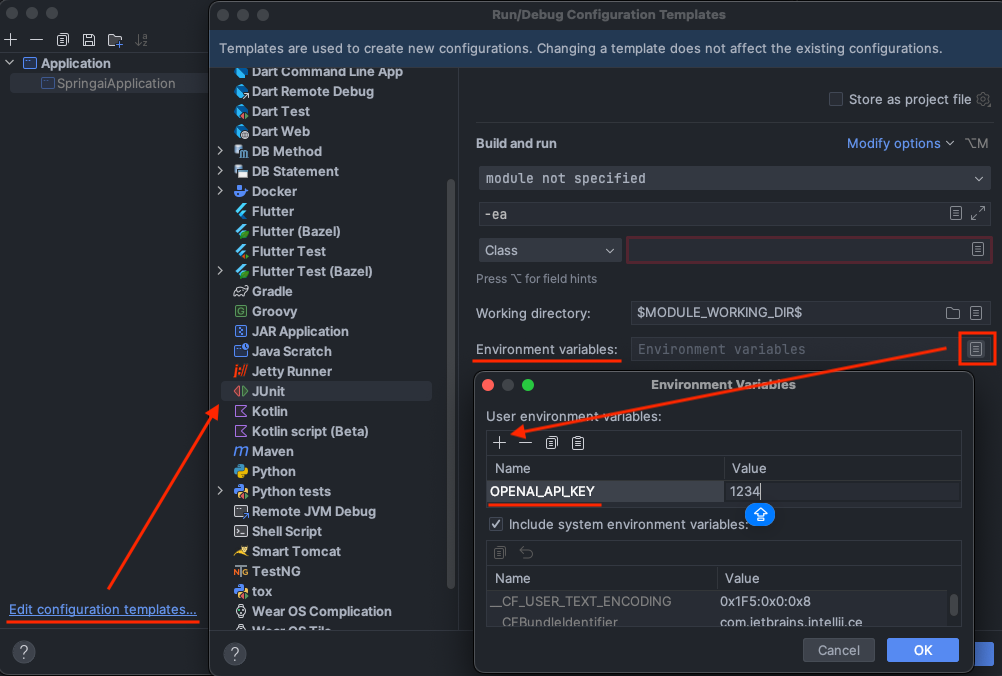 Run/Debug Configuration Templates
Templates are used to create new configurations. Changing a template does not affect the existing configurations.
Application
SpringaiApplication
Edit configuration templates...
?
Dart Command Line App
Dart Remote Debug
Dart Test
Dart Web
DB Method
DB Statement
Docker
Flutter
Flutter (Bazel)
Flutter Test
Flutter Test (Bazel)
Gradle
Groovy
JAR Application
Java Scratch
Jetty Runner
JUnit
Kotlin
Kotlin script (Beta)
Maven
Python
Python tests
Remote JVM Debug
Shell Script
Smart Tomcat
TestNG
tox
Wear OS Complication
Wear OS Tile
?
Store as project file
Build and run
Modify options ⌥M
module not specified
-ea
Class
Press ⌥ for field hints
Working directory: $MODULE_WORKING_DIR$
Environment variables: Environment variables
Environment Variables
User environment variables:
Name Value
OPENAI_API_KEY 1234
Include system environment variables:
Name Value
__CF_USER_TEXT_ENCODING 0x1F5:0x0:0x8
__CFBundleIdentifier com.jetbrains.intellij.ce
Cancel OK